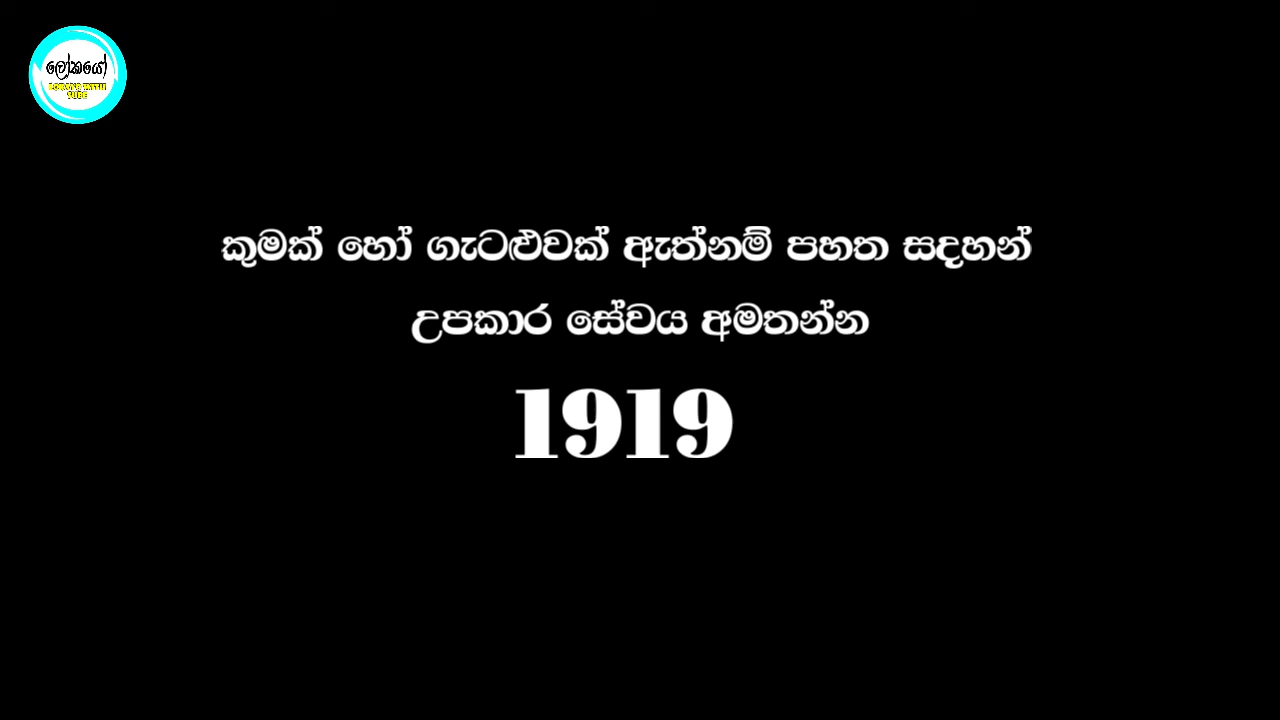 ලෝකයෝ
කුමක් හෝ ගැටළුවක් ඇත්නම් පහත සදහන්
උපකාර සේවය අමතන්න
1919